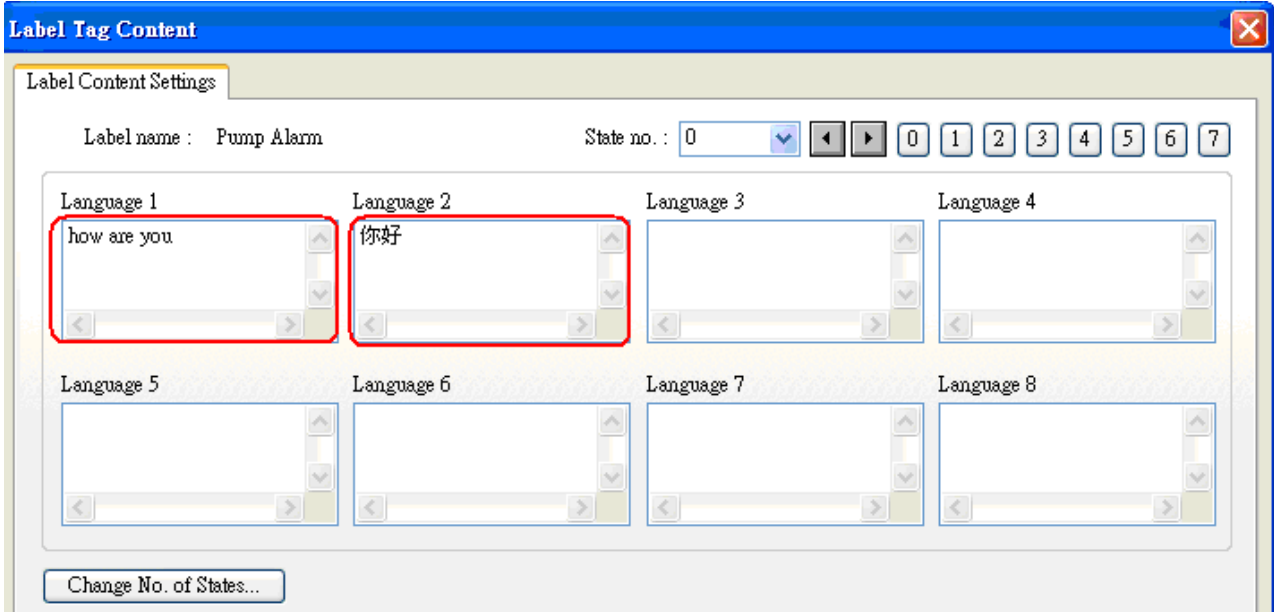 Label Tag Content
Label Content Settings
Label name : Pump Alarm State no. : 0 0 1 2 3 4 5 6 7
Language 1 Language 2 Language 3 Language 4
how are you 你好
Language 5 Language 6 Language 7 Language 8
Change No. of States...